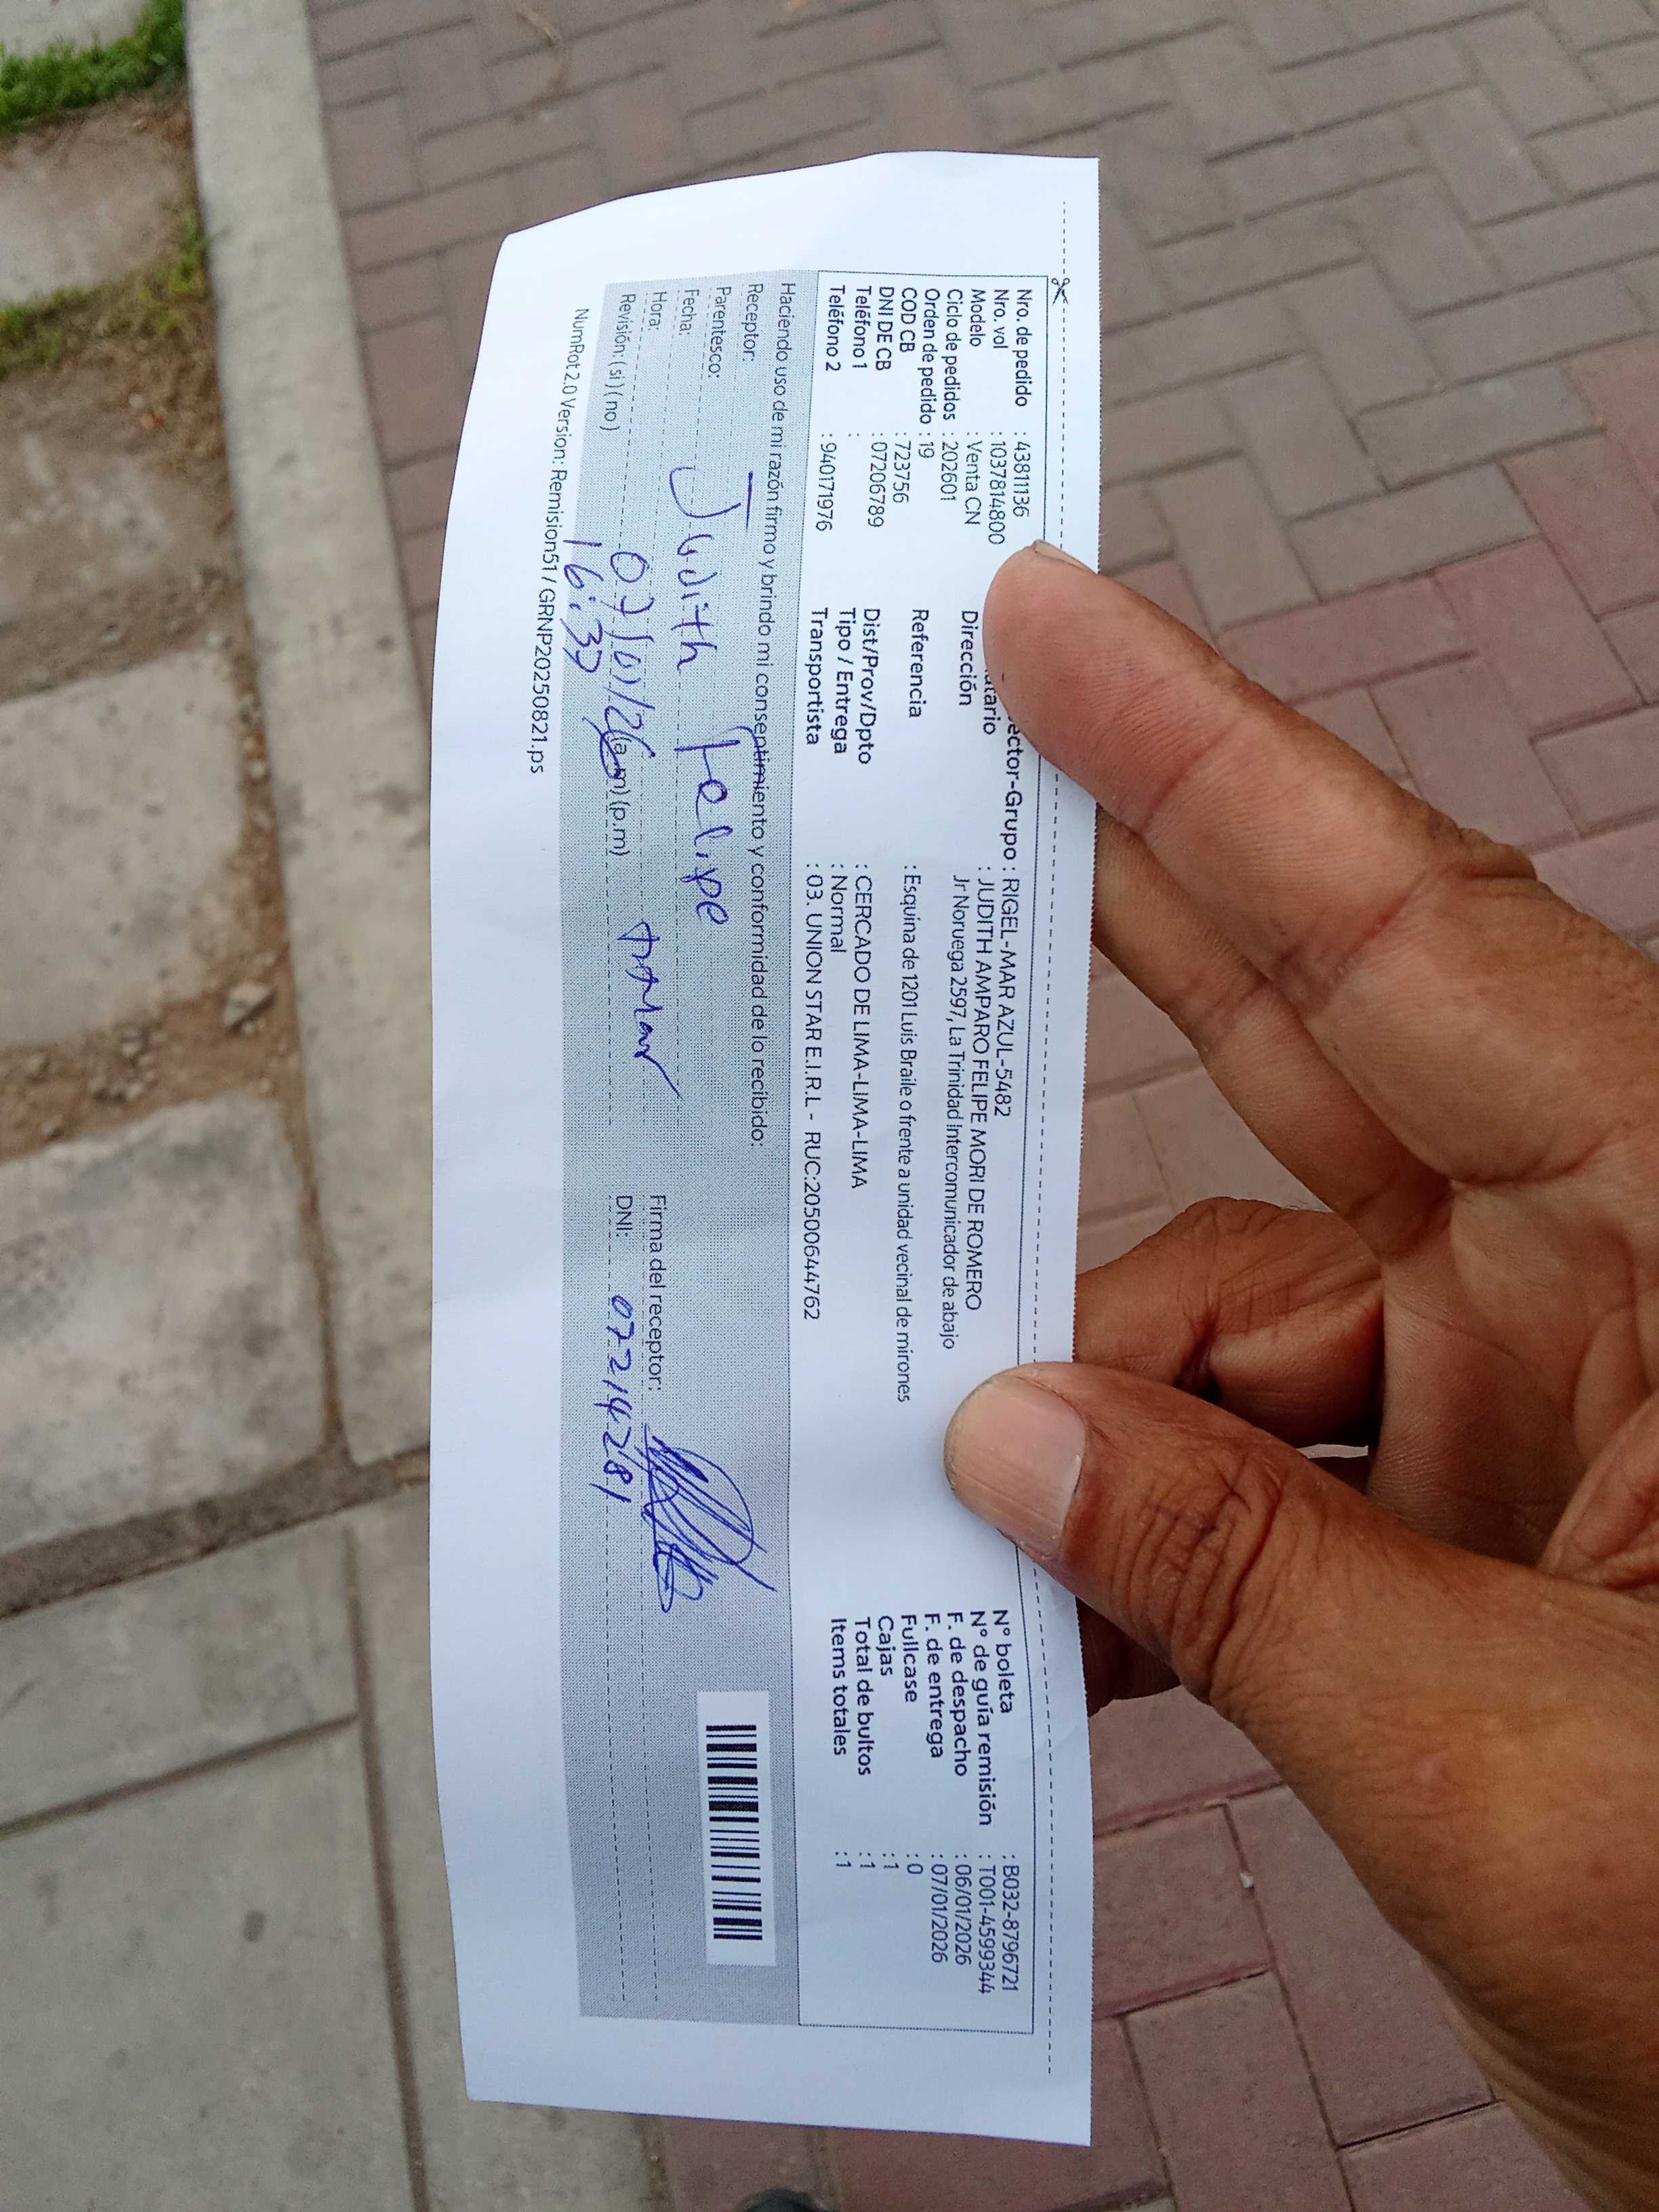 Nro. de pedido : 43811136
Nro. vol : 1037814800
Modelo : Venta CN
Ciclo de pedidos : 202601
Orden de pedido : 19
COD CB : 723756
DNI DE CB : 07206789
Teléfono 1 :
Teléfono 2 : 940171976
ector-Grupo : RIGEL-MAR AZUL-5482
atario : JUDITH AMPARO FELIPE MORI DE ROMERO
Dirección Jr Noruega 2597, La Trinidad Intercomunicador de abajo
Referencia : Esquina de 1201 Luis Braile o frente a unidad vecinal de mirones
Dist/Prov/Dpto : CERCADO DE LIMA-LIMA-LIMA
Tipo / Entrega : Normal
Transportista : 03. UNION STAR E.I.R.L - RUC:20500644762
N° boleta : B032-8796721
N° de guía remisión : T001-4599344
F. de despacho : 06/01/2026
F. de entrega : 07/01/2026
Fullcase : 0
Cajas : 1
Total de bultos : 1
Items totales : 1
Haciendo uso de mi razón firmo y brindo mi consentimiento y conformidad de lo recibido:
Receptor: Judith Felipe
Parentesco:
Fecha: 07/01/26
Hora: 16:37 (a.m) (p.m)
Revisión: (si) (no)
Firma del receptor:
DNI: 07214281
NumRot 2.0 Version: Remision51 / GRNP20250821.ps